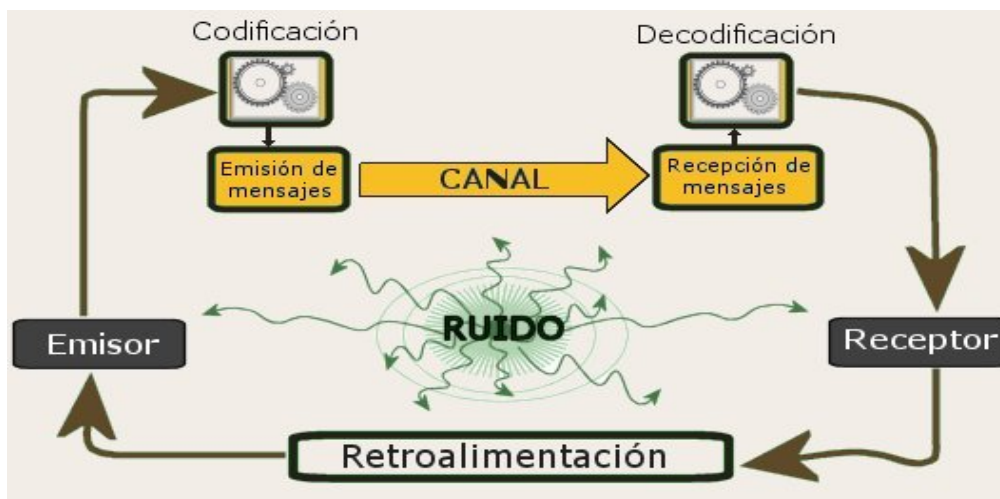 Codificación
Decodificación
Emisión de
mensajes
CANAL
Recepción de
mensajes
RUIDO
Emisor
Receptor
Retroalimentación